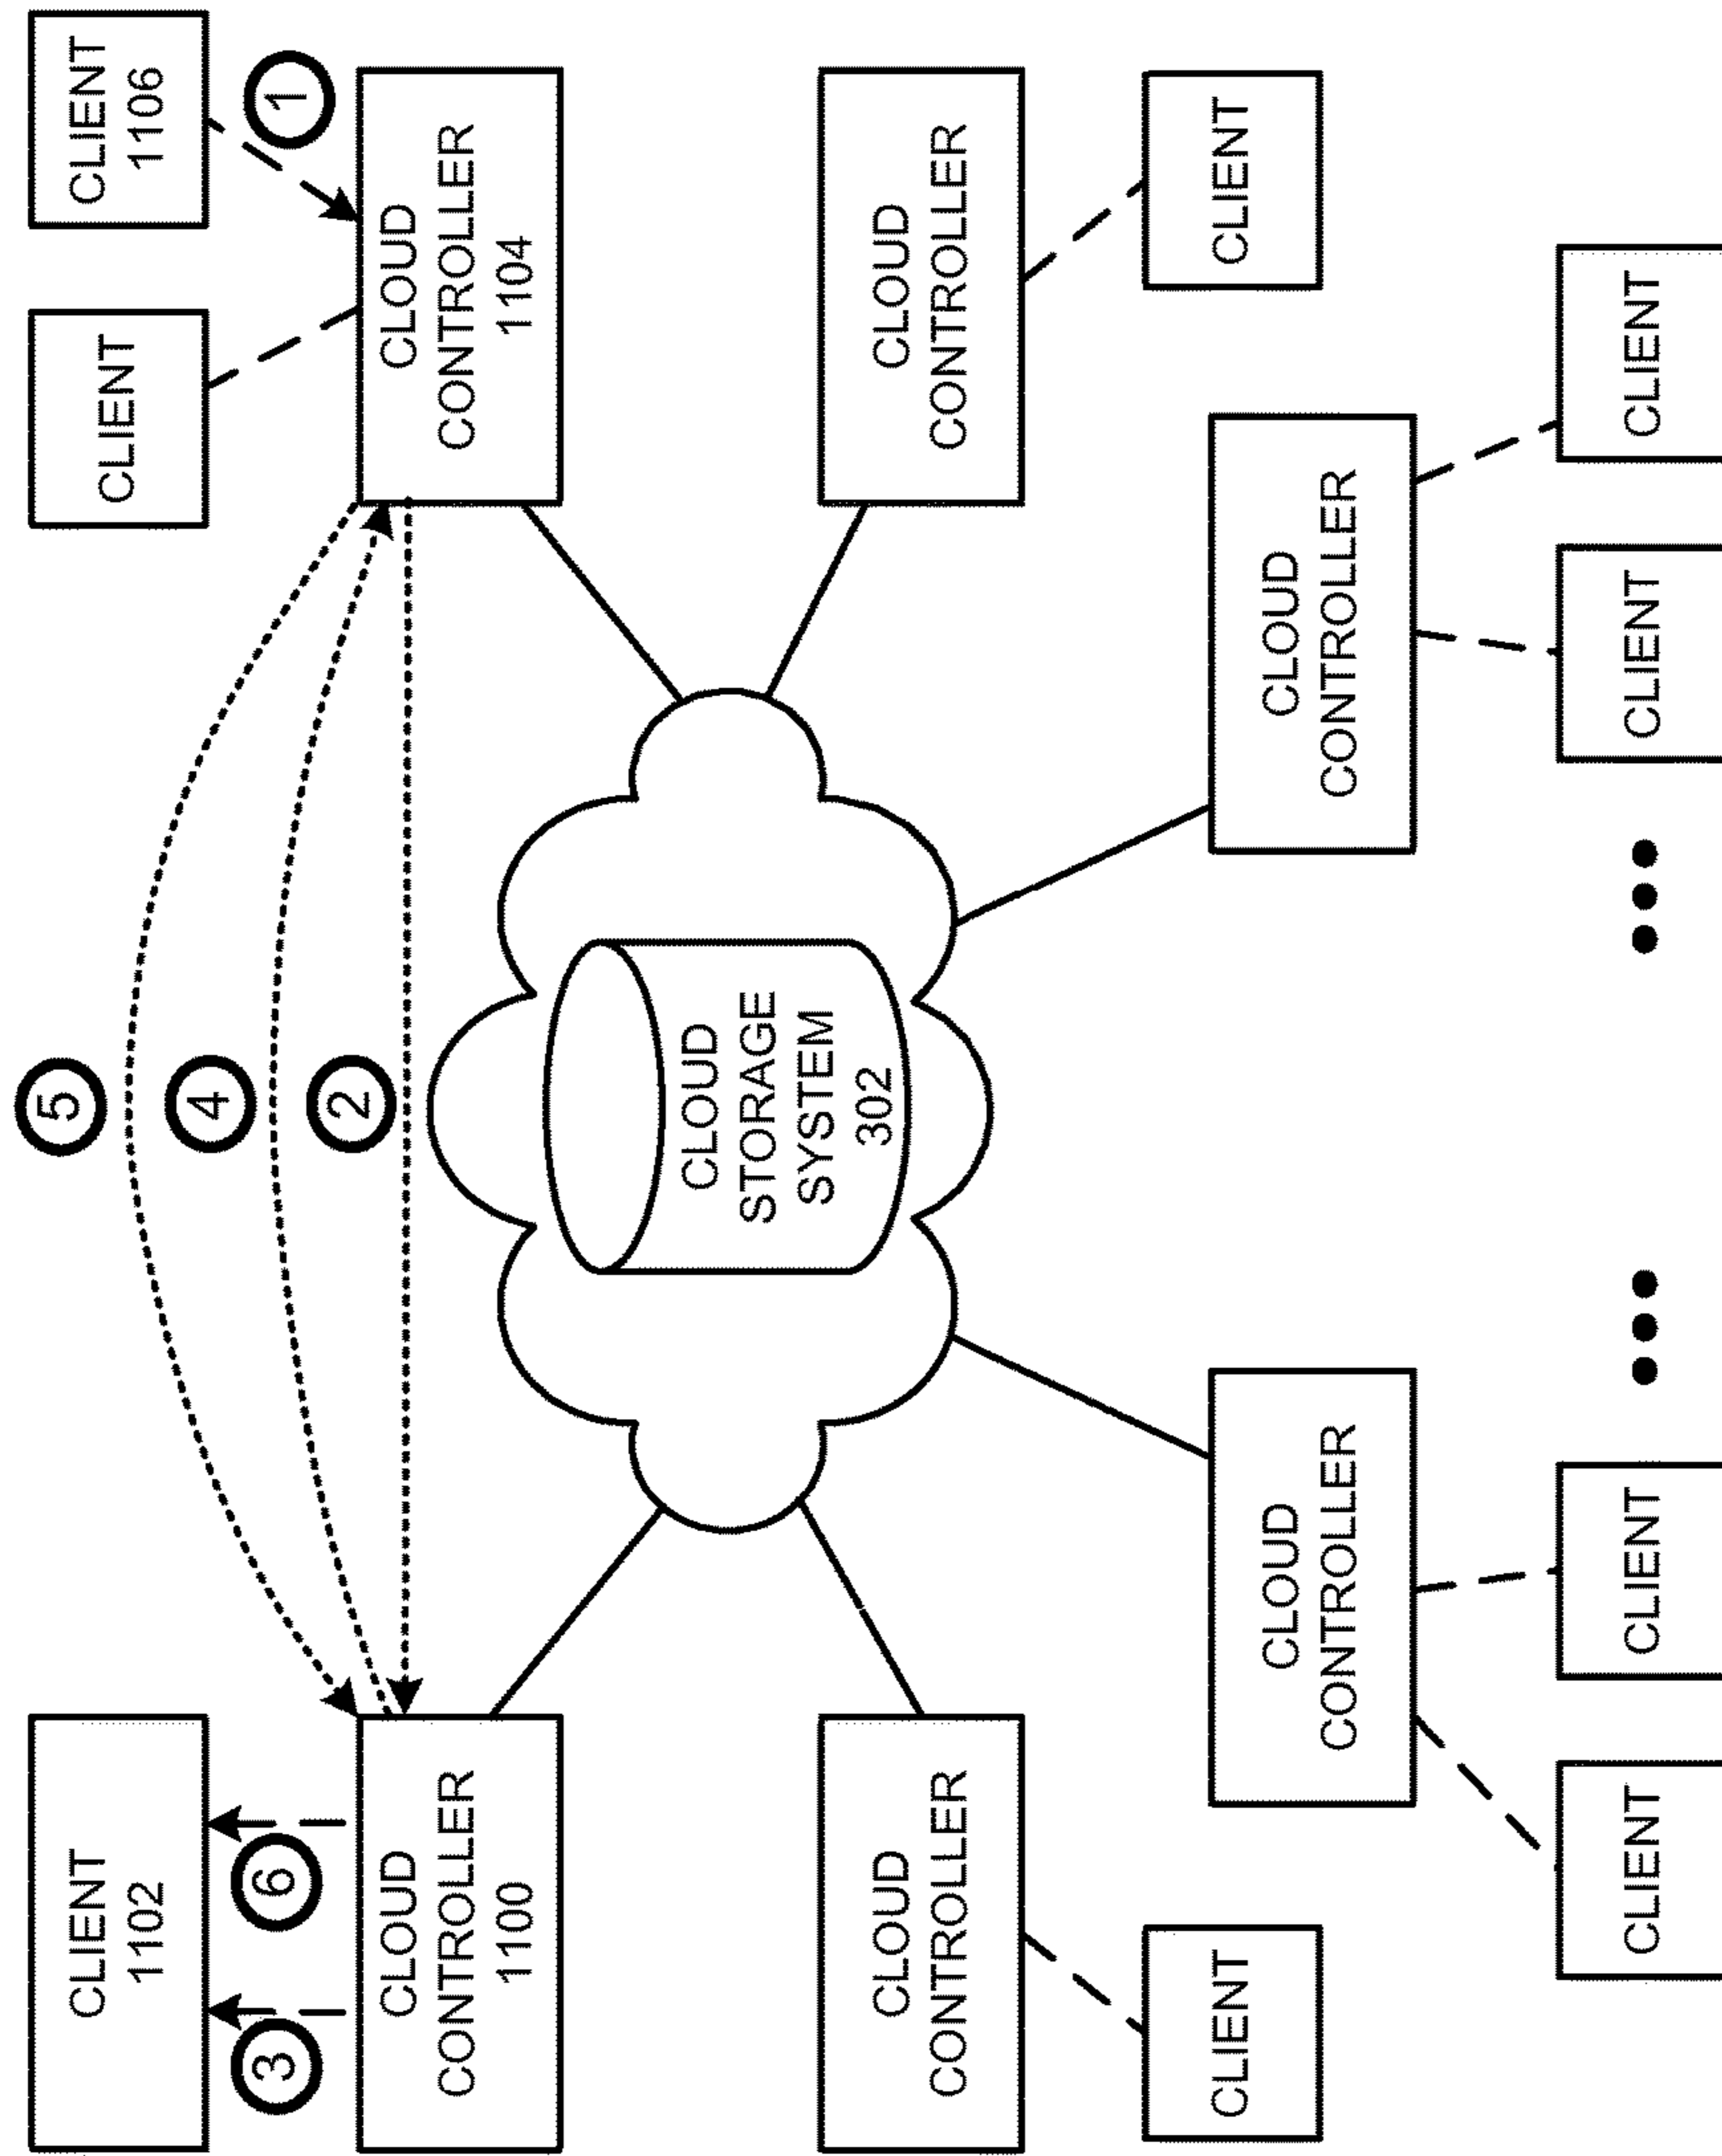 CLIENT
1102
CLIENT
CLIENT
1106
3
6
5
4
2
1
CLOUD
CONTROLLER
1100
CLOUD
CONTROLLER
1104
CLOUD
STORAGE
SYSTEM
302
CLOUD
CONTROLLER
CLOUD
CONTROLLER
CLIENT
CLIENT
CLOUD
CONTROLLER
CLOUD
CONTROLLER
CLIENT
CLIENT
CLIENT
CLIENT